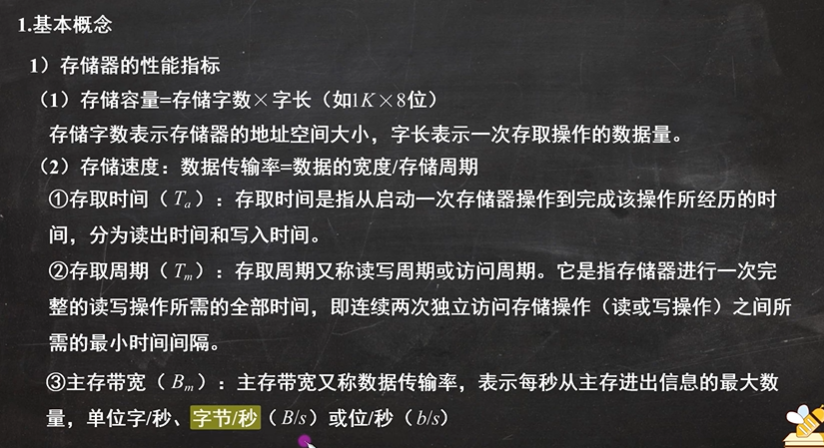 1.基本概念
1）存储器的性能指标
（1）存储容量=存储字数×字长（如1K×8位）
存储字数表示存储器的地址空间大小，字长表示一次存取操作的数据量。
（2）存储速度：数据传输率=数据的宽度/存储周期
①存取时间（Ta）：存取时间是指从启动一次存储器操作到完成该操作所经历的时
间，分为读出时间和写入时间。
②存取周期（Tm）：存取周期又称读写周期或访问周期。它是指存储器进行一次完
整的读写操作所需的全部时间，即连续两次独立访问存储操作（读或写操作）之间所
需的最小时间间隔。
③主存带宽（Bm）：主存带宽又称数据传输率，表示每秒从主存进出信息的最大数
量，单位字/秒、字节/秒（B/s）或位/秒（b/s）